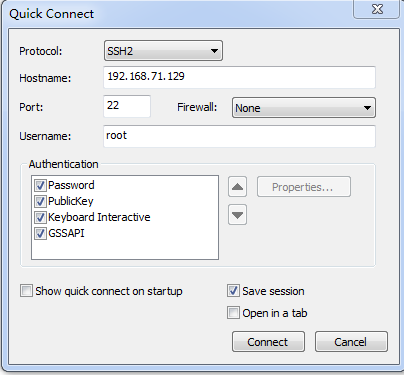 Quick Connect
Protocol: SSH2
Hostname: 192.168.71.129
Port: 22 Firewall: None
Username: root
Authentication
Password
PublicKey
Keyboard Interactive
GSSAPI
Properties...
Show quick connect on startup Save session
Open in a tab
Connect Cancel